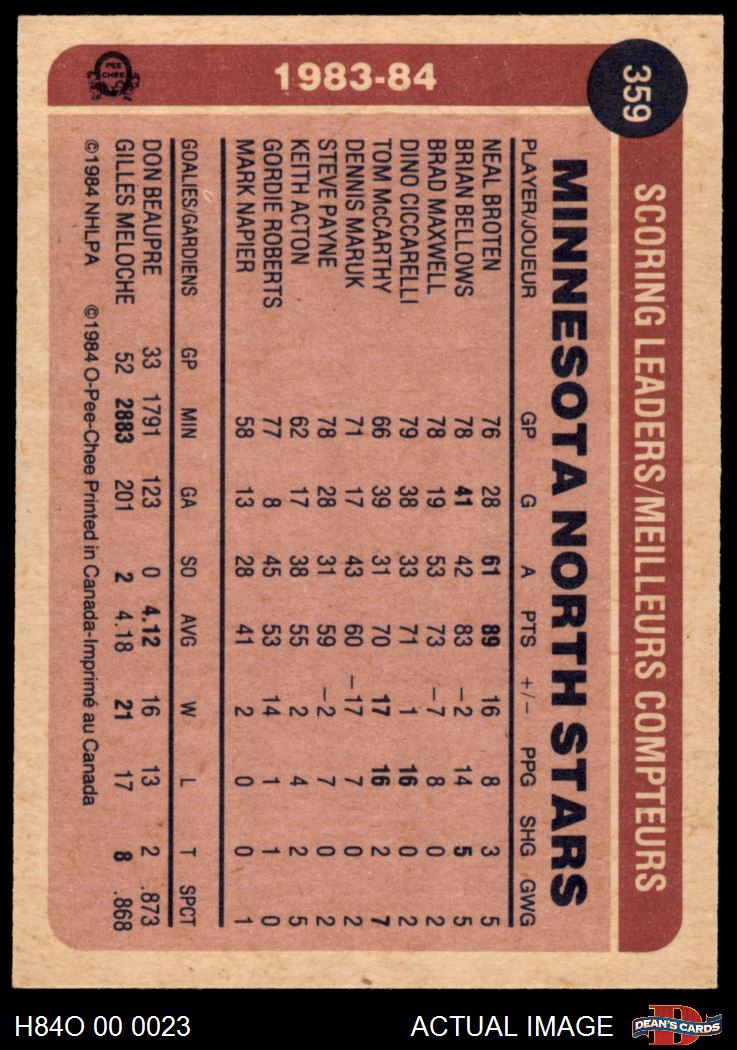 359
SCORING LEADERS/MEILLEURS COMPTEURS
1983-84
O PEE CHEE
MINNESOTA NORTH STARS
PLAYER/JOUEUR GP G A PTS +/- PPG SHG GWG
NEAL BROTEN 76 28 61 89 16 8 3 5
BRIAN BELLOWS 78 41 42 83 -2 14 5 5
BRAD MAXWELL 78 19 53 73 -7 8 0 2
DINO CICCARELLI 79 38 33 71 1 16 0 2
TOM McCARTHY 66 39 31 70 17 16 2 7
DENNIS MARUK 71 17 43 60 -17 7 0 2
STEVE PAYNE 78 28 31 59 -2 7 0 2
KEITH ACTON 62 17 38 55 2 4 2 5
GORDIE ROBERTS 77 8 45 53 14 1 1 0
MARK NAPIER 58 13 28 41 2 0 0 1
GOALIES/GARDIENS GP MIN GA SO AVG W L T SPCT
DON BEAUPRE 33 1791 123 0 4.12 16 13 2 .873
GILLES MELOCHE 52 2883 201 2 4.18 21 17 8 .868
©1984 NHLPA ©1984 O-Pee-Chee Printed in Canada-Imprimé au Canada
H84O 00 0023
ACTUAL IMAGE
D
DEAN'S CARDS